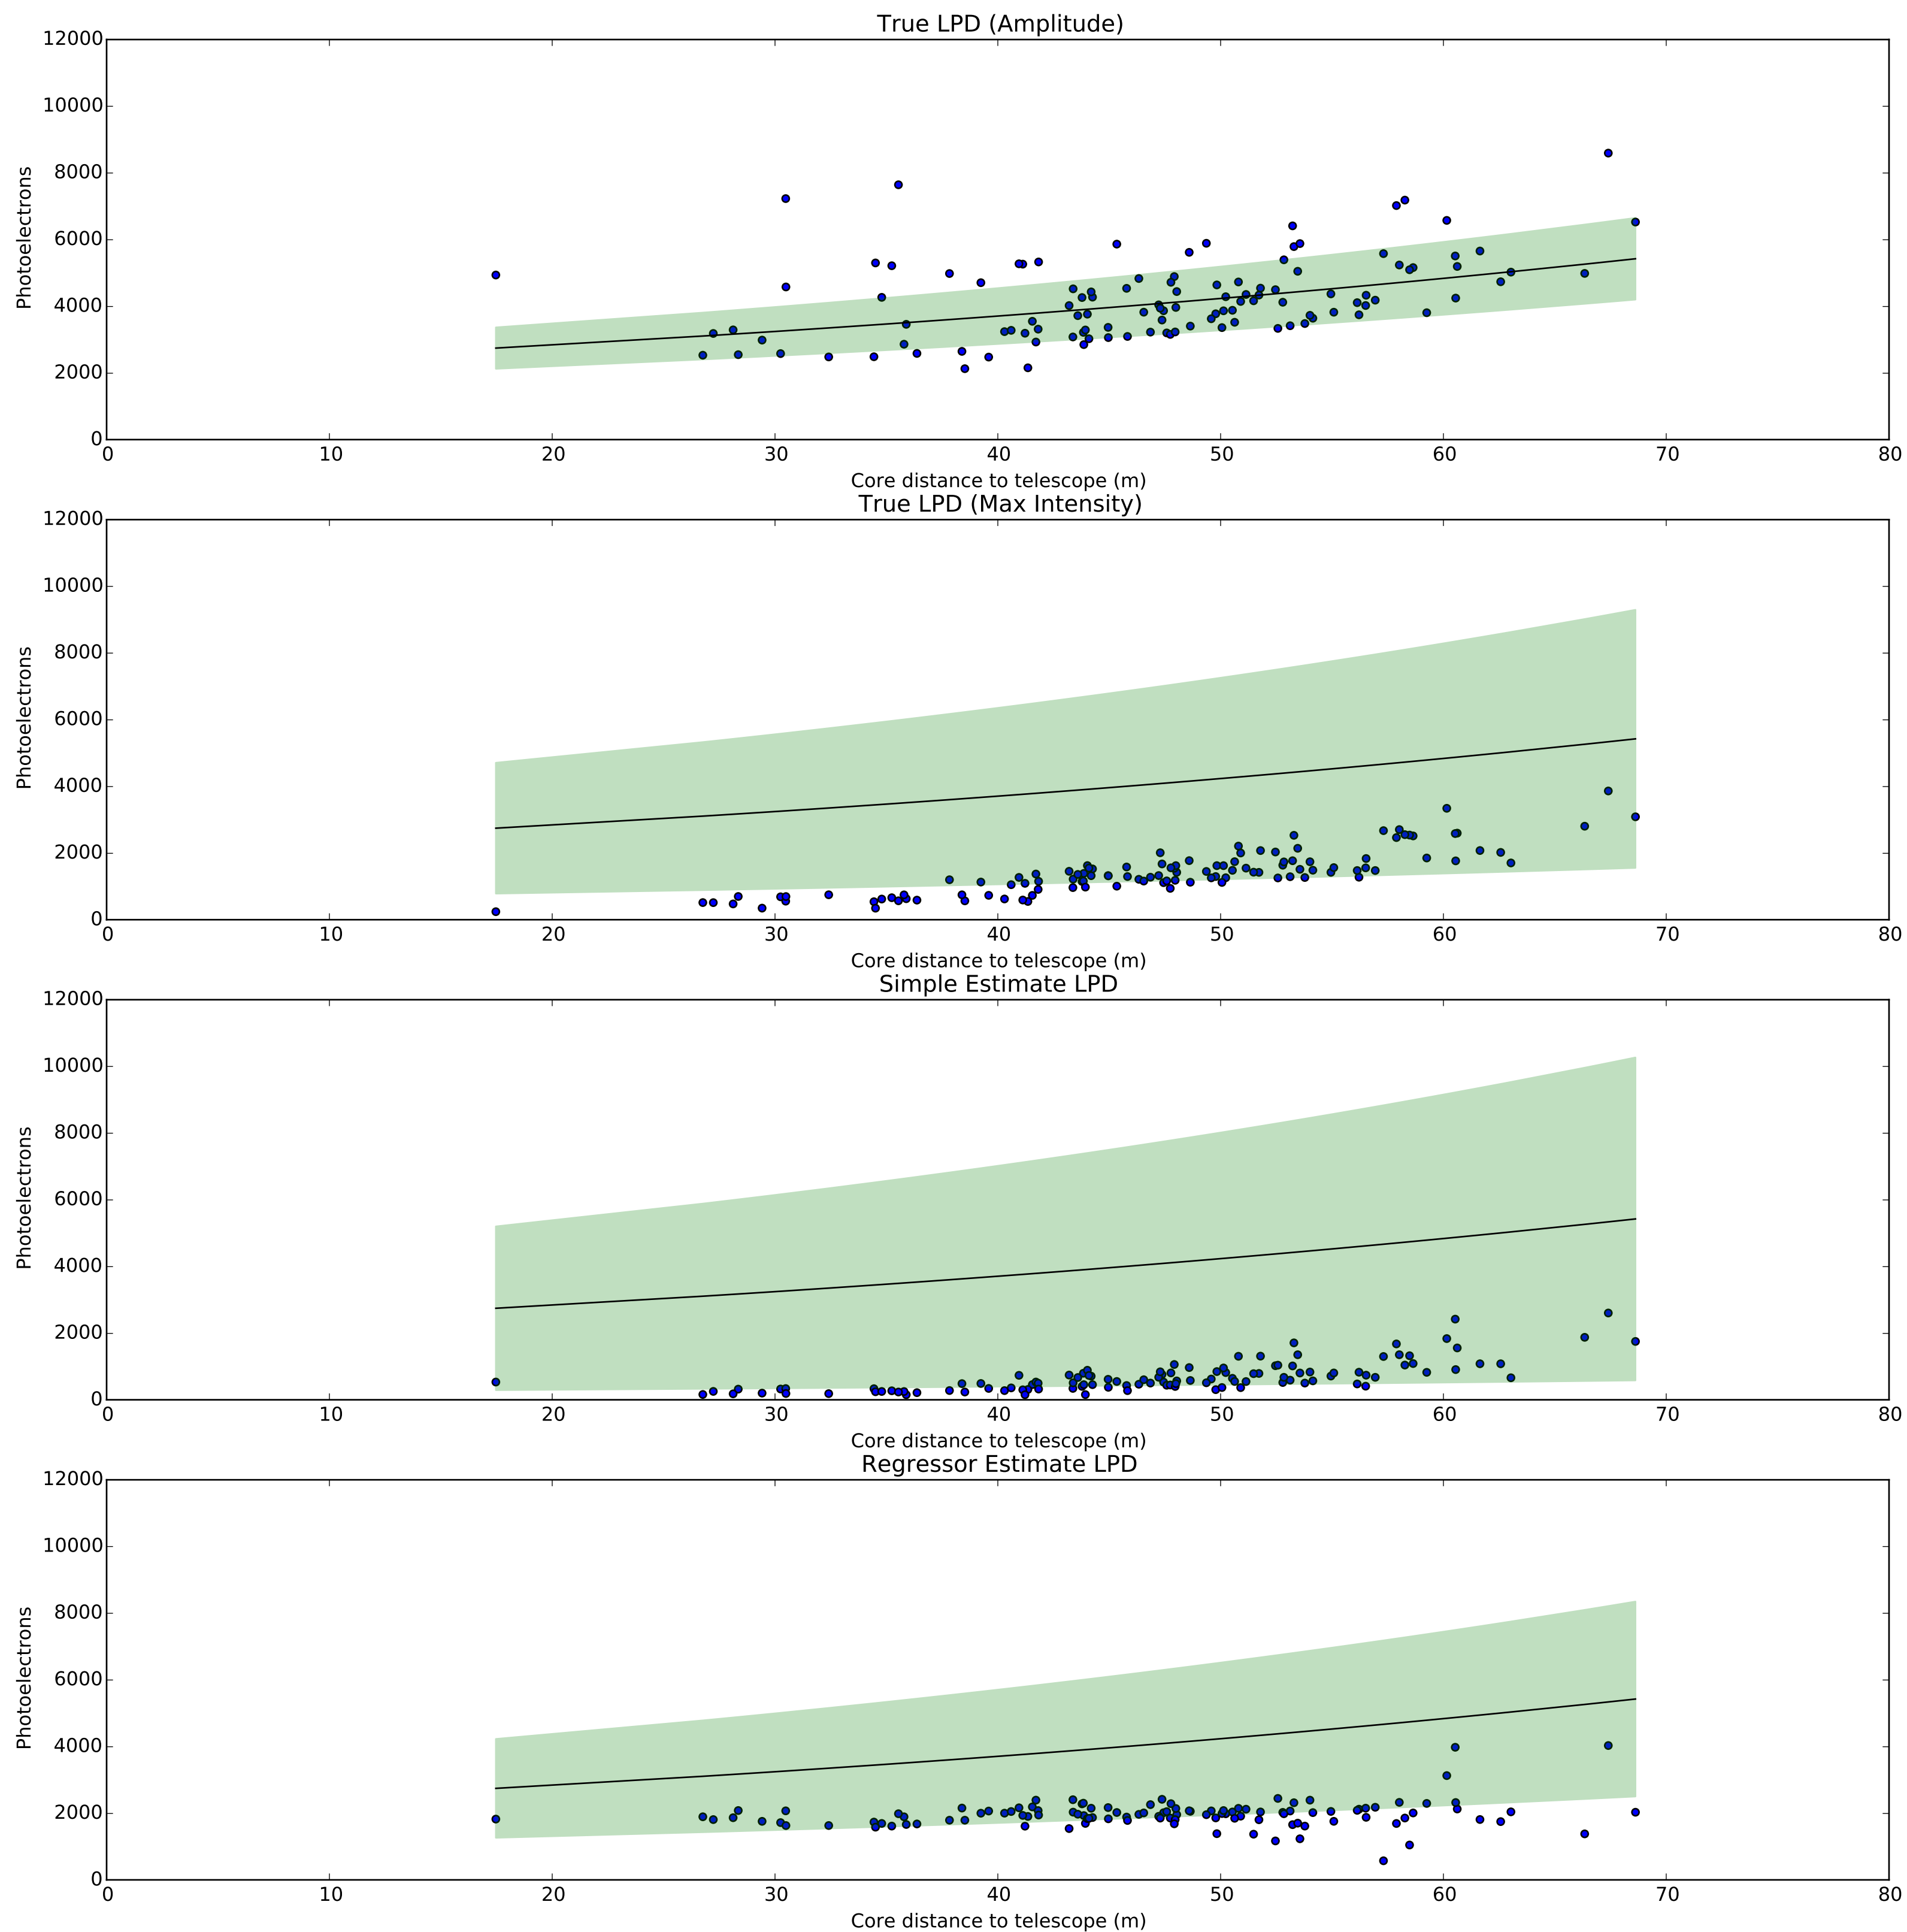 True LPD (Amplitude)
12000
10000
8000
6000
4000
2000
0
Photoelectrons
0 10 20 30 40 50 60 70 80
Core distance to telescope (m)
True LPD (Max Intensity)
12000
10000
8000
6000
4000
2000
0
Photoelectrons
0 10 20 30 40 50 60 70 80
Core distance to telescope (m)
Simple Estimate LPD
12000
10000
8000
6000
4000
2000
0
Photoelectrons
0 10 20 30 40 50 60 70 80
Core distance to telescope (m)
Regressor Estimate LPD
12000
10000
8000
6000
4000
2000
0
Photoelectrons
0 10 20 30 40 50 60 70 80
Core distance to telescope (m)